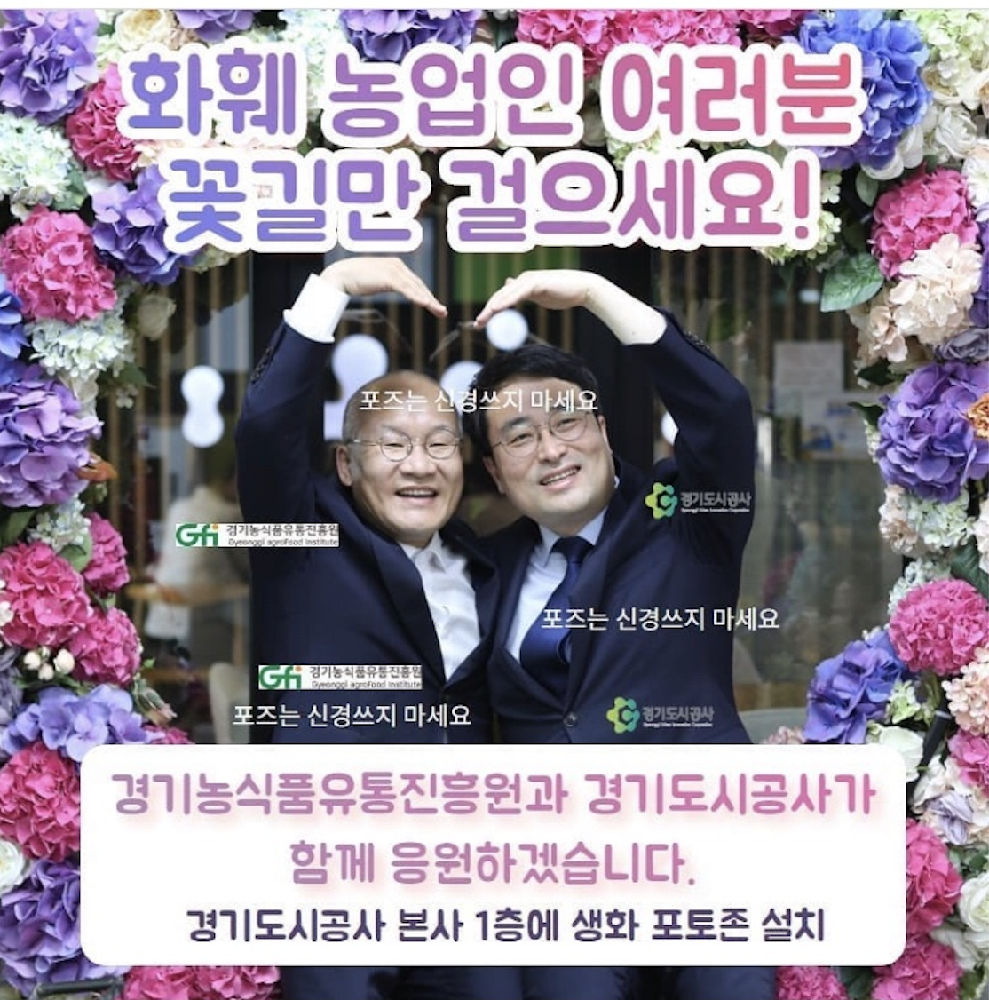 화훼 농업인 여러분
꽃길만 걸으세요!
포즈는 신경쓰지 마세요
경기도시공사
Gyeonggi Urban Innovation Corporation
Gfi 경기농식품유통진흥원
Gyeonggi agroFood Institute
포즈는 신경쓰지 마세요
Gfi 경기농식품유통진흥원
Gyeonggi agroFood Institute
포즈는 신경쓰지 마세요
경기도시공사
Gyeonggi Urban Innovation Corporation
경기농식품유통진흥원과 경기도시공사가
함께 응원하겠습니다.
경기도시공사 본사 1층에 생화 포토존 설치